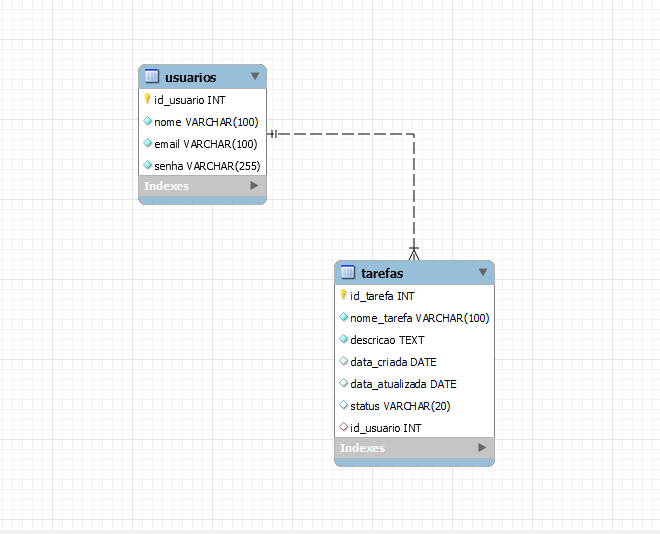 usuarios
id_usuario INT
nome VARCHAR(100)
email VARCHAR(100)
senha VARCHAR(255)
Indexes
tarefas
id_tarefa INT
nome_tarefa VARCHAR(100)
descricao TEXT
data_criada DATE
data_atualizada DATE
status VARCHAR(20)
id_usuario INT
Indexes